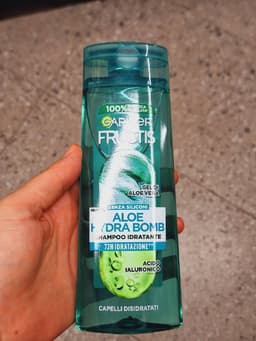 100%
GARNIER
FRUCTIS
GEL DI
ALOE VERA
SENZA SILICONI
ALOE
HYDRA BOMB
SHAMPOO IDRATANTE
72H IDRATAZIONE
ACIDO
IALURONICO
CAPELLI DISIDRATATI